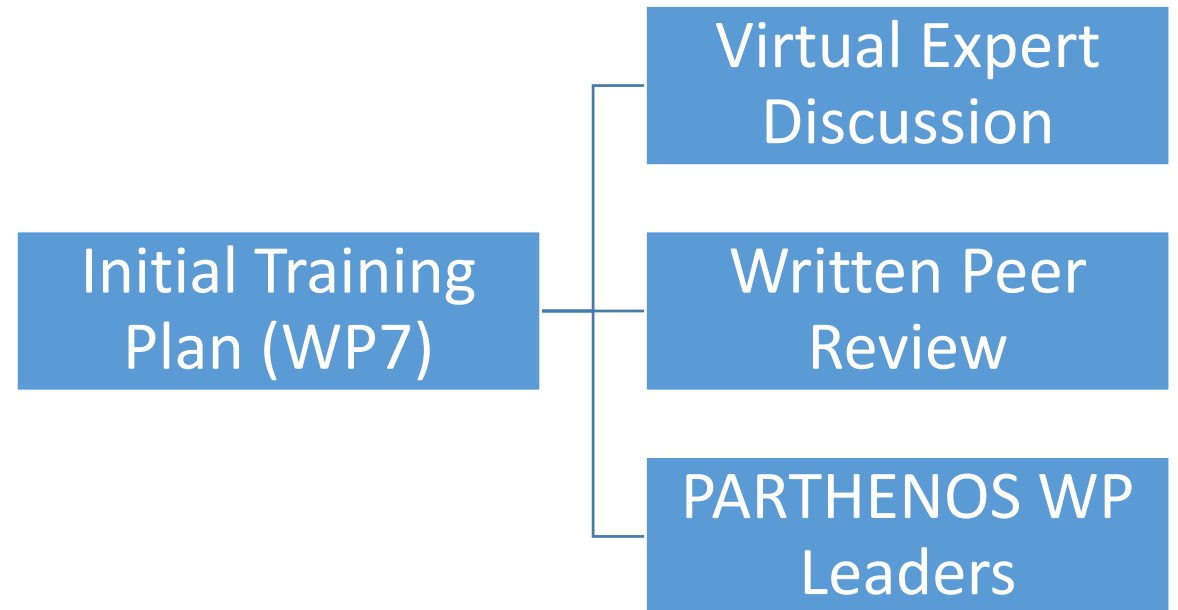 Virtual Expert
Discussion
Initial Training
Plan (WP7)
Written Peer
Review
PARTHENOS WP
Leaders